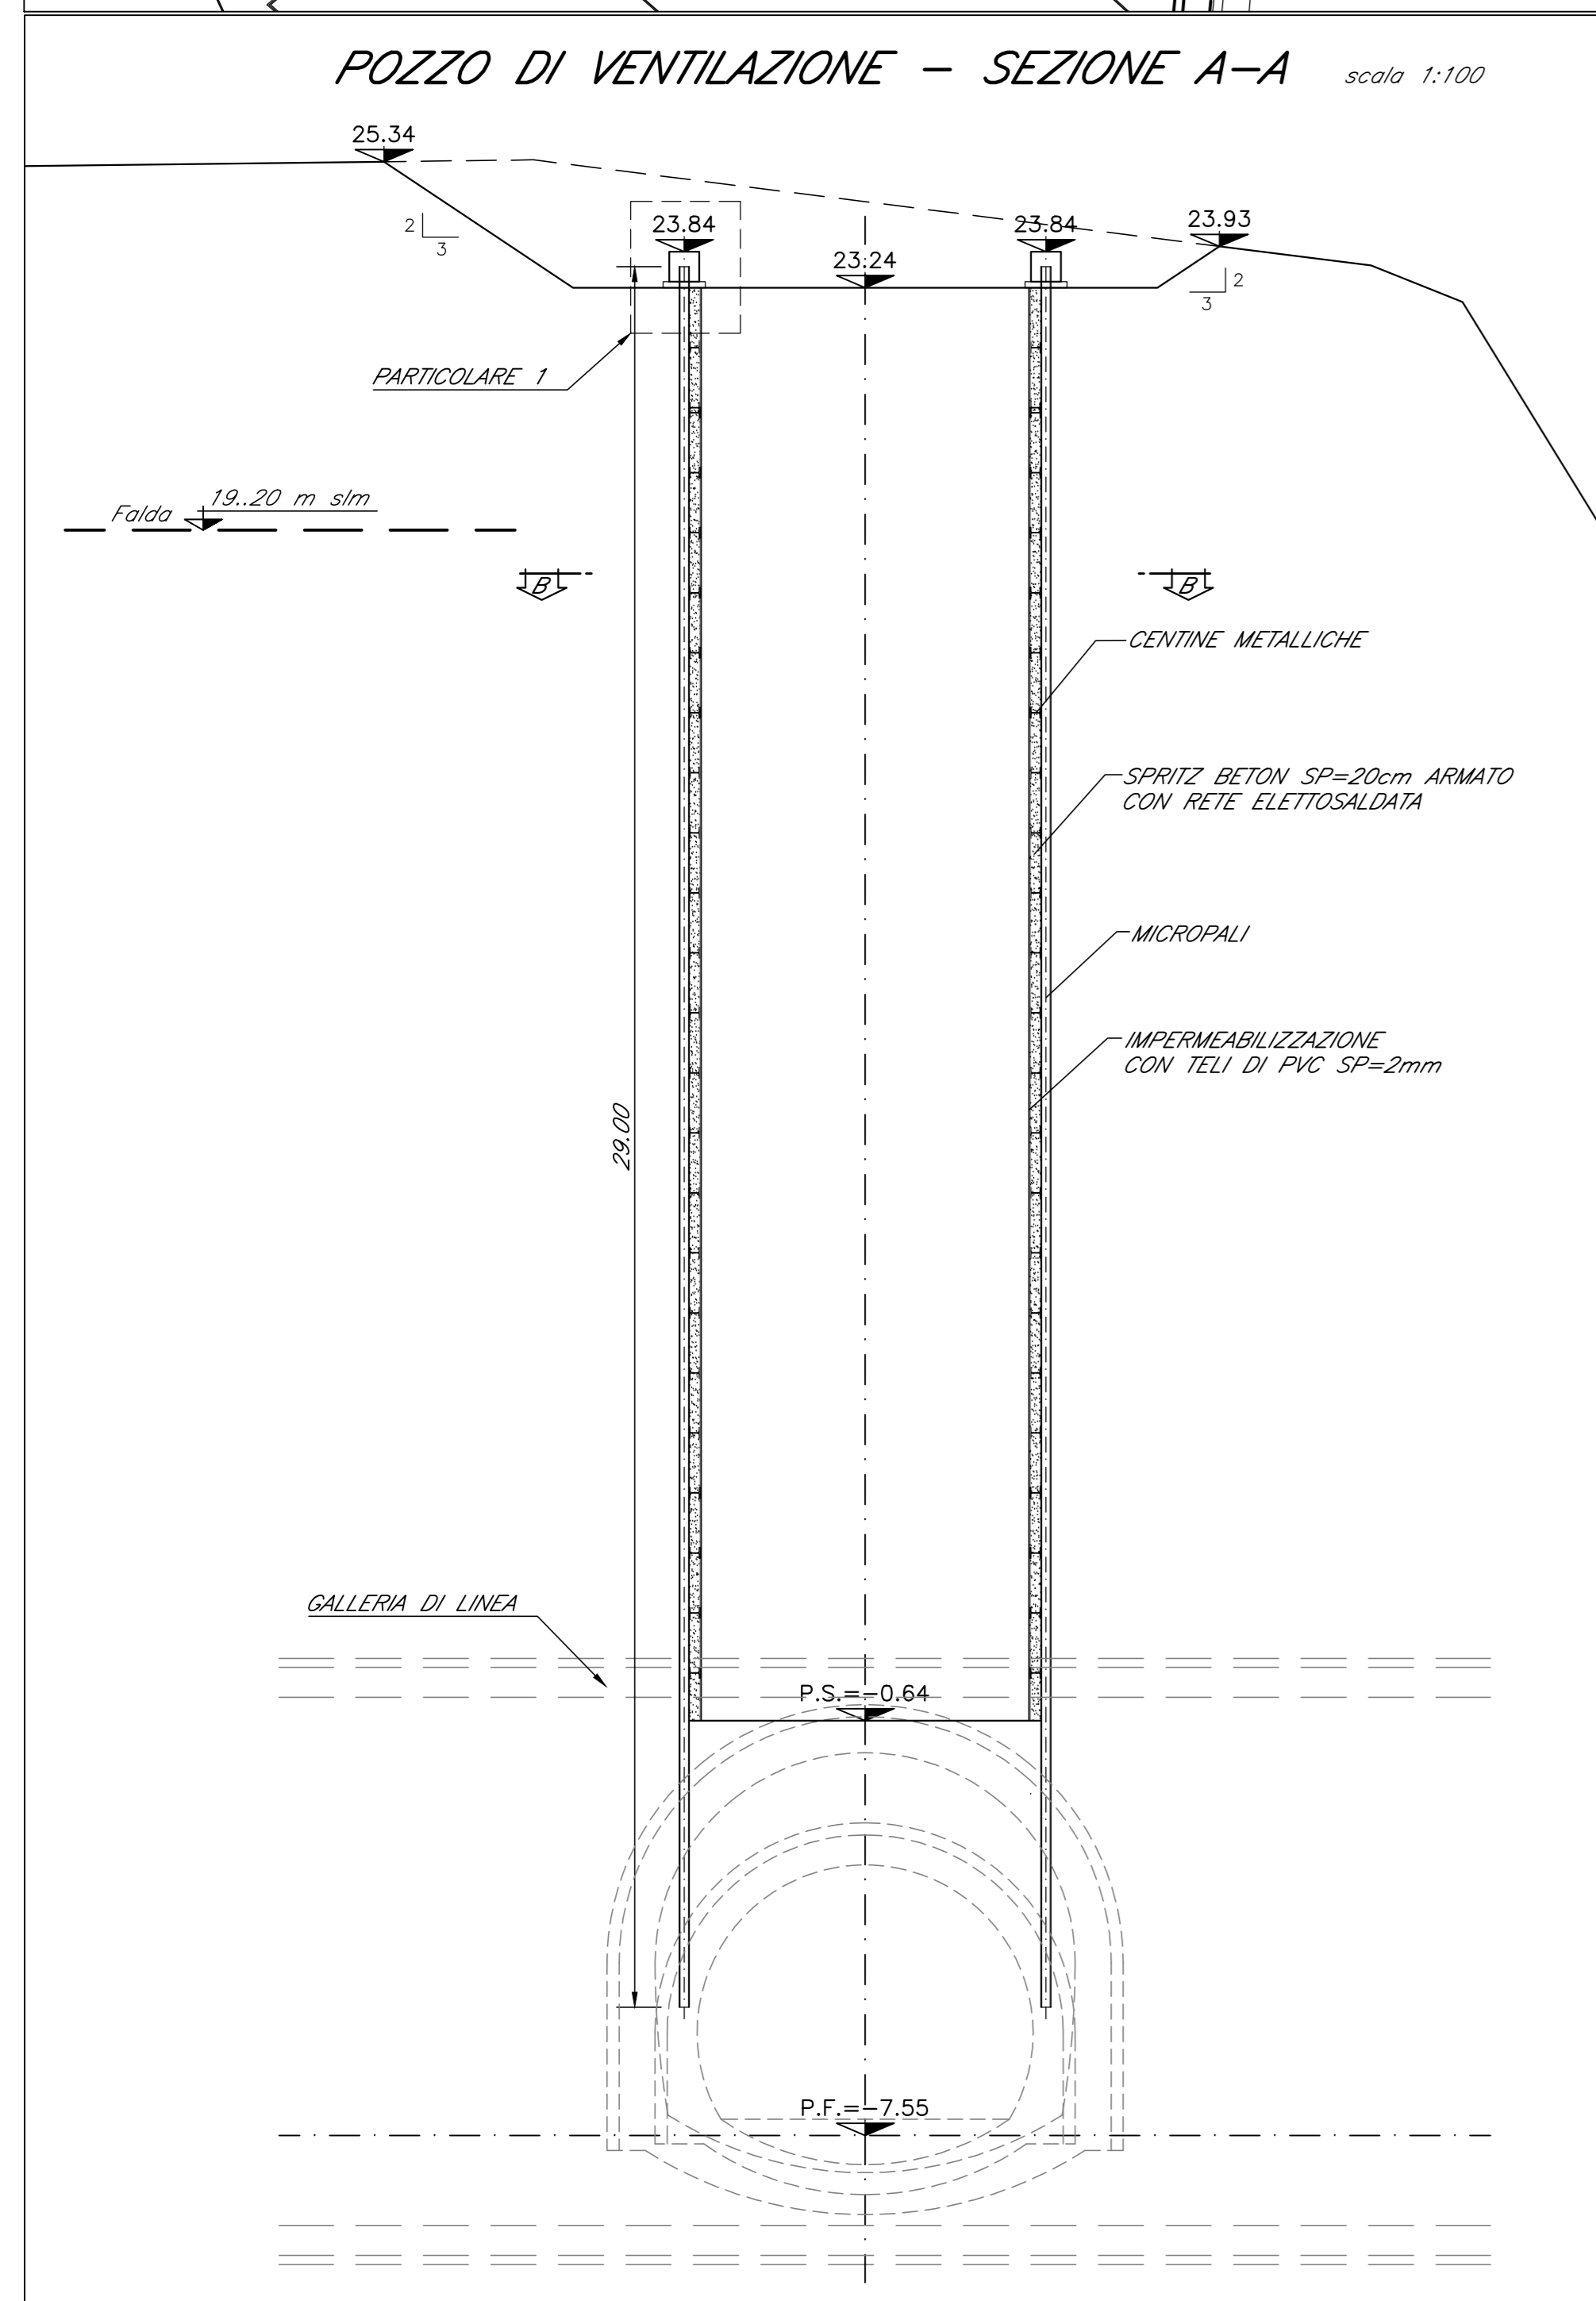 POZZO DI VENTILAZIONE – SEZIONE A–A scala 1:100
25.34
2
3
23.84
23.24
23.84
23.93
2
3
PARTICOLARE 1
Falda 19..20 m slm
B
B
CENTINE METALLICHE
SPRITZ BETON SP=20cm ARMATO
CON RETE ELETTOSALDATA
MICROPALI
IMPERMEABILIZZAZIONE
CON TELI DI PVC SP=2mm
29.00
GALLERIA DI LINEA
P.S.=–0.64
P.F.=–7.55